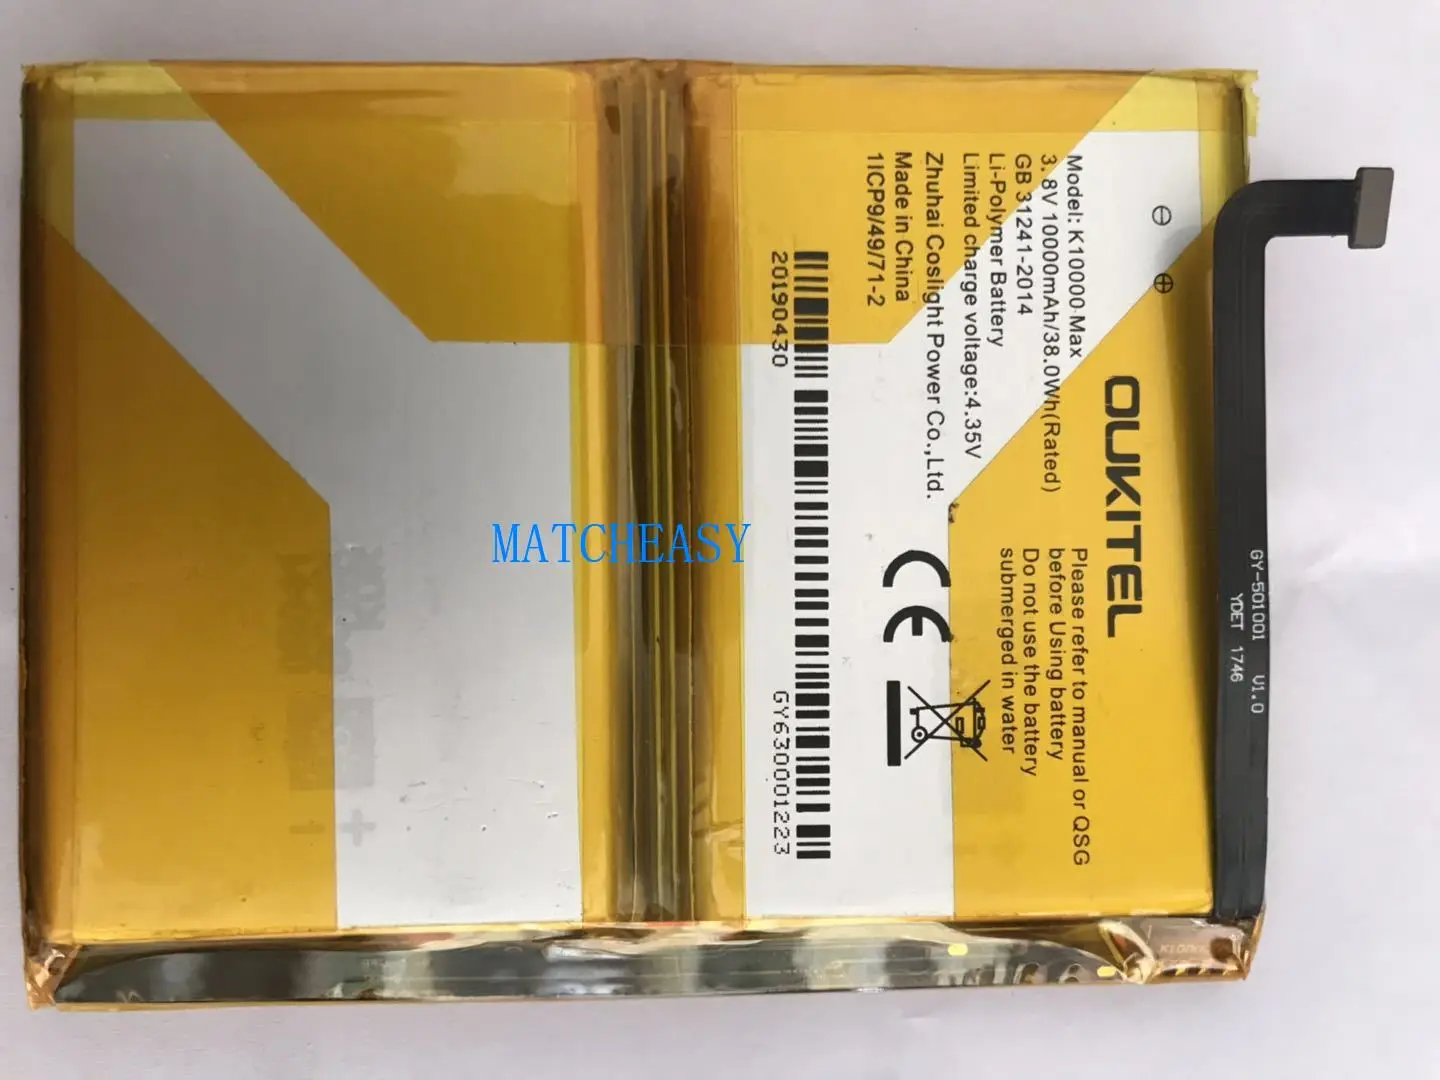 OUKITEL
Model: K10000 Max
3.8V 10000mAh/38.0Wh(Rated)
GB 31241-2014
Li-Polymer Battery
Limited charge voltage:4.35V
Zhuhai Coslight Power Co.,Ltd.
Made in China
1ICP9/49/71-2
Please refer to manual or QSG
before Using battery
Do not use the battery
submerged in water
CE
20190430
GY6300001223
GY-501001 V1.0
YDET 1746
MATCHEASY